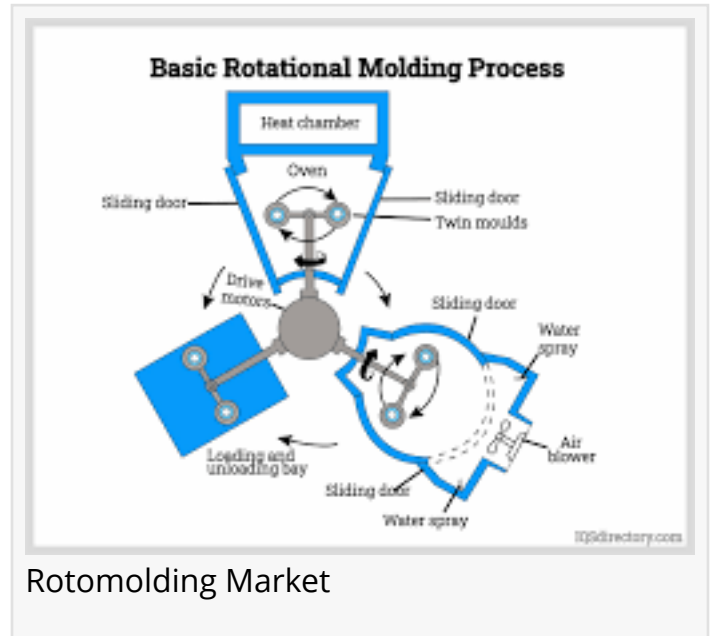 Basic Rotational Molding Process
Heat chamber
Oven
Sliding door
Sliding door
Twin moulds
Drive
motors
Sliding door
Water
spray
Air
blower
Loading and
unloading bay
Sliding door
Water spray
IQSdirectory.com
Rotomolding Market